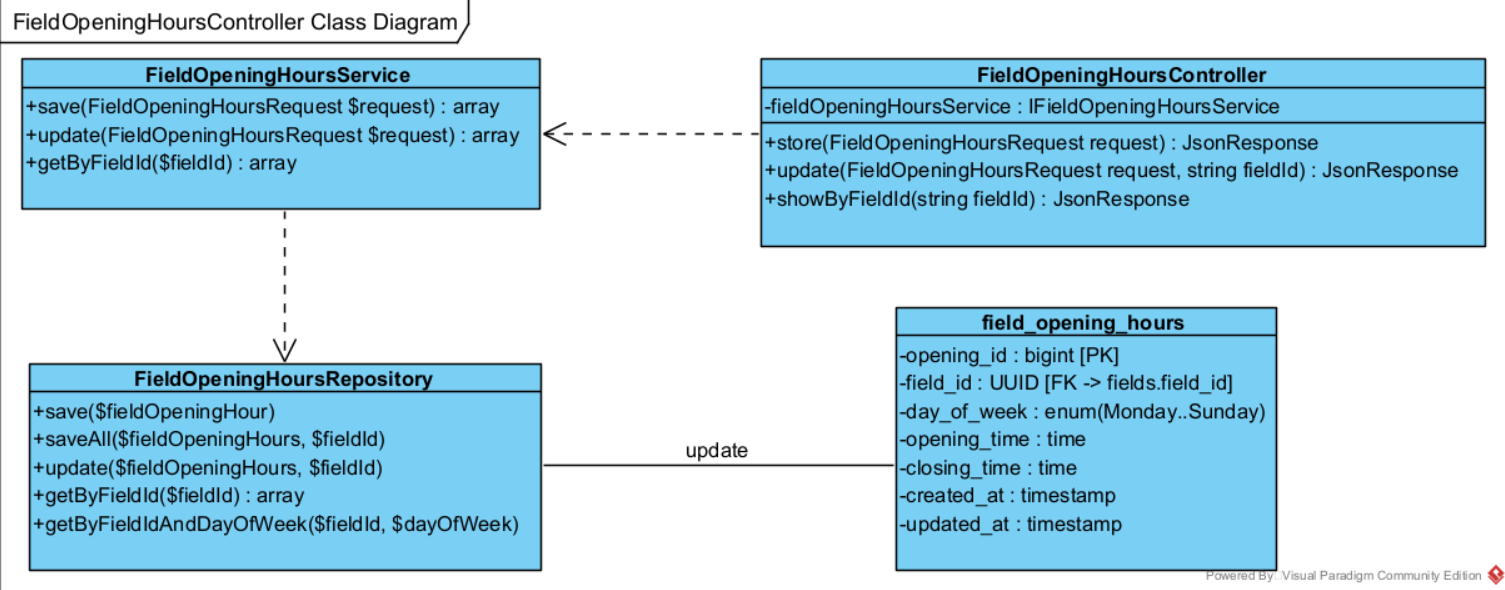 FieldOpeningHoursController Class Diagram
FieldOpeningHoursService
+save(FieldOpeningHoursRequest $request) : array
+update(FieldOpeningHoursRequest $request) : array
+getByFieldId($fieldId) : array
FieldOpeningHoursController
-fieldOpeningHoursService : IFieldOpeningHoursService
+store(FieldOpeningHoursRequest request) : JsonResponse
+update(FieldOpeningHoursRequest request, string fieldId) : JsonResponse
+showByFieldId(string fieldId) : JsonResponse
FieldOpeningHoursRepository
+save($fieldOpeningHour)
+saveAll($fieldOpeningHours, $fieldId)
+update($fieldOpeningHours, $fieldId)
+getByFieldId($fieldId) : array
+getByFieldIdAndDayOfWeek($fieldId, $dayOfWeek)
update
field_opening_hours
-opening_id : bigint [PK]
-field_id : UUID [FK -> fields.field_id]
-day_of_week : enum(Monday..Sunday)
-opening_time : time
-closing_time : time
-created_at : timestamp
-updated_at : timestamp
Powered By Visual Paradigm Community Edition